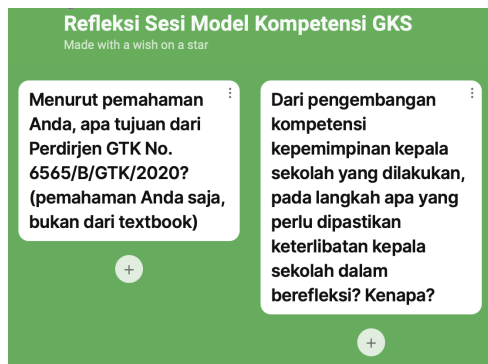 Refleksi Sesi Model Kompetensi GKS
Made with a wish on a star
Menurut pemahaman
Anda, apa tujuan dari
Perdirjen GTK No.
6565/B/GTK/2020?
(pemahaman Anda saja,
bukan dari textbook)
Dari pengembangan
kompetensi
kepemimpinan kepala
sekolah yang dilakukan,
pada langkah apa yang
perlu dipastikan
keterlibatan kepala
sekolah dalam
berefleksi? Kenapa?